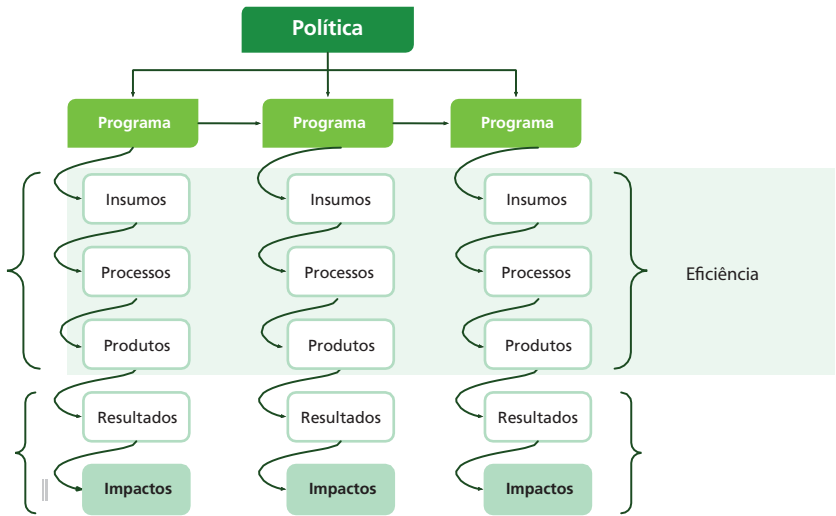 Política
Programa Programa Programa
Insumos Insumos Insumos
Processos Processos Processos Eficiência
Produtos Produtos Produtos
Resultados Resultados Resultados
Impactos Impactos Impactos